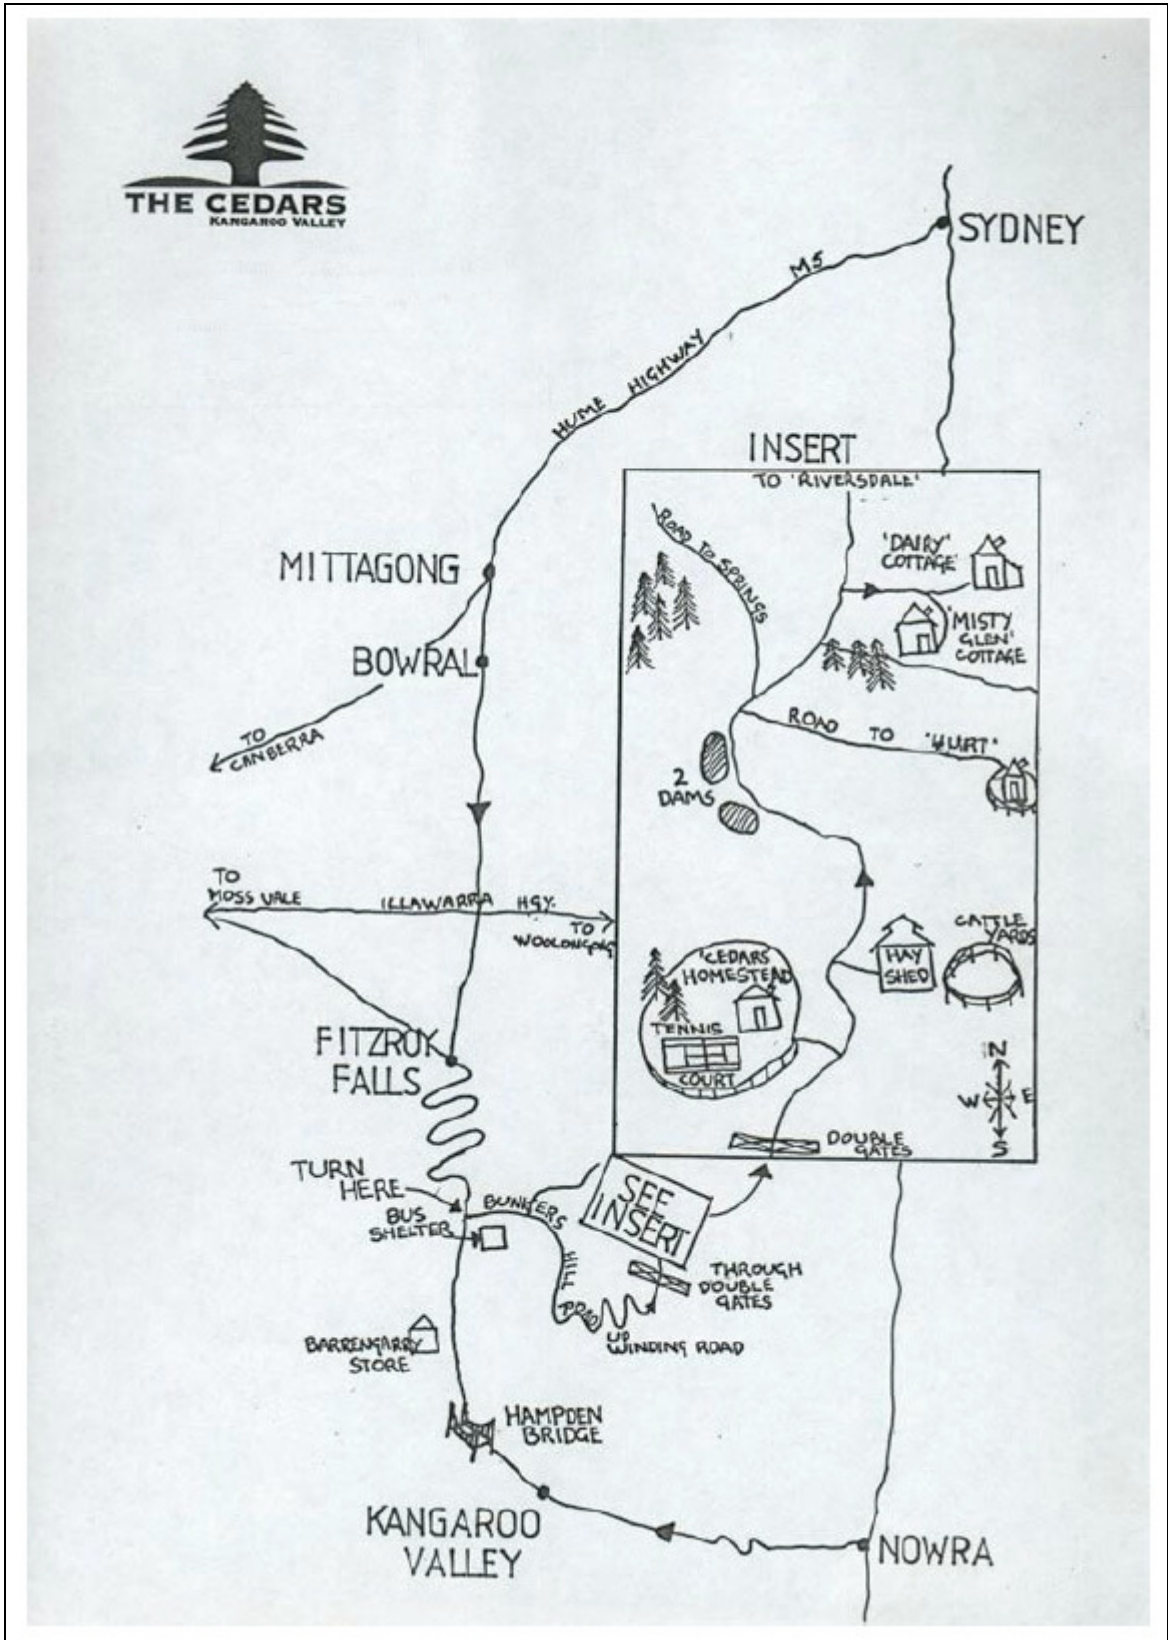 THE CEDARS
KANGAROO VALLEY
SYDNEY
M5
HUME HIGHWAY
INSERT
TO 'RIVERSDALE'
ROAD TO SPRINGS
'DAIRY'
COTTAGE
MITTAGONG
'MISTY
GLEN'
COTTAGE
BOWRAL
TO
CANBERRA
ROAD TO 'YURT'
2
DAMS
TO
MOSS VALE
ILLAWARRA HGY.
TO
WOOLONGONG
CATTLE
YARDS
HAY
SHED
'CEDARS
HOMESTEAD
TENNIS
COURT
FITZROY
FALLS
N
W E
S
DOUBLE
GATES
TURN
HERE
BUNKERS
HILL
ROAD
BUS
SHELTER
SEE
INSERT
THROUGH
DOUBLE
GATES
UP
WINDING ROAD
BARRENGARRY
STORE
HAMPDEN
BRIDGE
KANGAROO
VALLEY
NOWRA